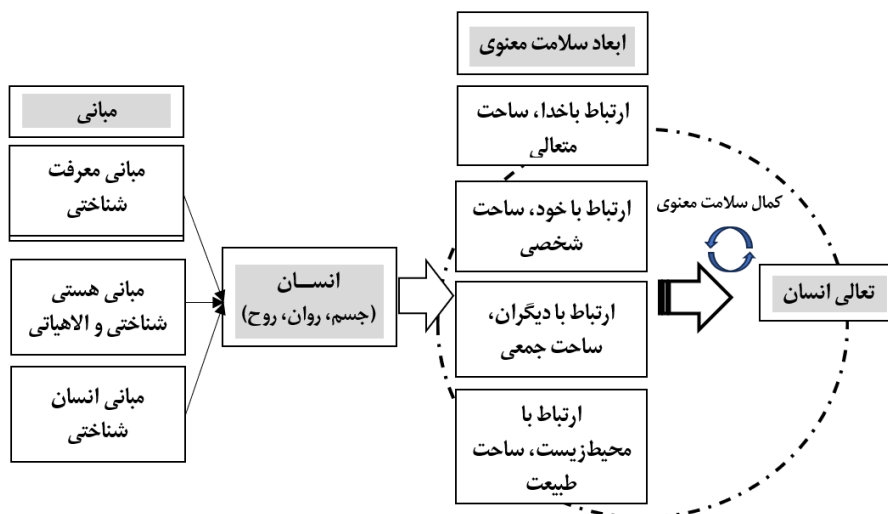 مبانی
مبانی معرفت
شناختی
مبانی هستی
شناختی و الاهیاتی
مبانی انسان
شناختی
انســان
(جسم، روان، روح)
ابعاد سلامت معنوی
ارتباط باخدا، ساحت
متعالی
ارتباط با خود، ساحت
شخصی
ارتباط با دیگران،
ساحت جمعی
ارتباط با
محیط‌زیست، ساحت
طبیعت
کمال سلامت معنوی
تعالی انسان